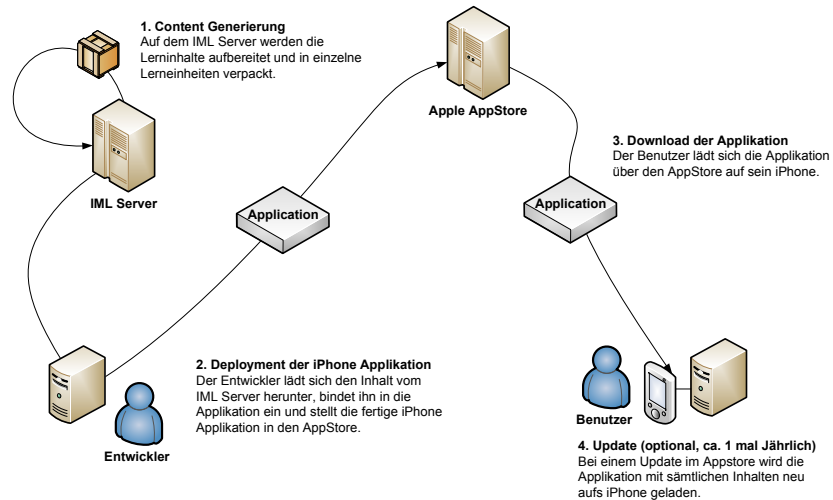 1. Content Generierung
Auf dem IML Server werden die
Lerninhalte aufbereitet und in einzelne
Lerneinheiten verpackt.
IML Server
Apple AppStore
3. Download der Applikation
Der Benutzer lädt sich die Applikation
über den AppStore auf sein iPhone.
Application
Application
2. Deployment der iPhone Applikation
Der Entwickler lädt sich den Inhalt vom
IML Server herunter, bindet ihn in die
Applikation ein und stellt die fertige iPhone
Applikation in den AppStore.
Entwickler
Benutzer
4. Update (optional, ca. 1 mal Jährlich)
Bei einem Update im Appstore wird die
Applikation mit sämtlichen Inhalten neu
aufs iPhone geladen.